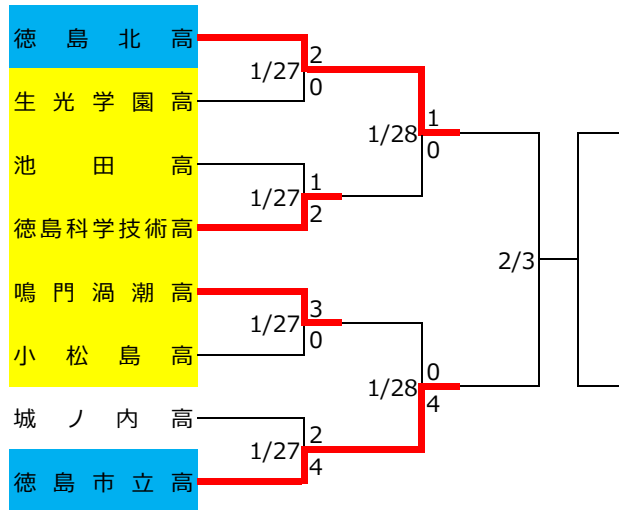 徳島北高
2
1/27
0
生光学園高
1
1/28
0
池田高
1
1/27
2
徳島科学技術高
2/3
鳴門渦潮高
3
1/27
0
小松島高
0
1/28
4
城ノ内高
2
1/27
4
徳島市立高